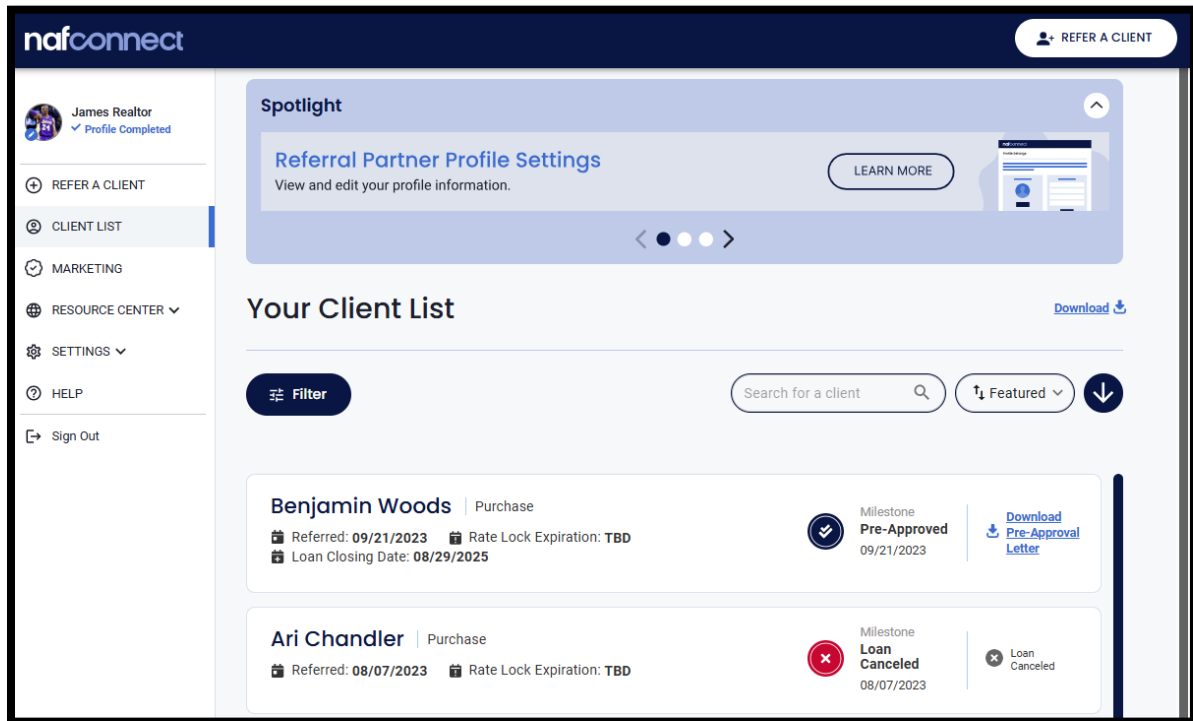 nafconnect
REFER A CLIENT
James Realtor
Profile Completed
REFER A CLIENT
CLIENT LIST
MARKETING
RESOURCE CENTER
SETTINGS
HELP
Sign Out
Spotlight
Referral Partner Profile Settings
View and edit your profile information.
LEARN MORE
Your Client List
Download
Filter
Search for a client
Featured
Benjamin Woods | Purchase
Referred: 09/21/2023 Rate Lock Expiration: TBD
Loan Closing Date: 08/29/2025
Milestone
Pre-Approved
09/21/2023
Download
Pre-Approval
Letter
Ari Chandler | Purchase
Referred: 08/07/2023 Rate Lock Expiration: TBD
Milestone
Loan
Canceled
08/07/2023
Loan
Canceled